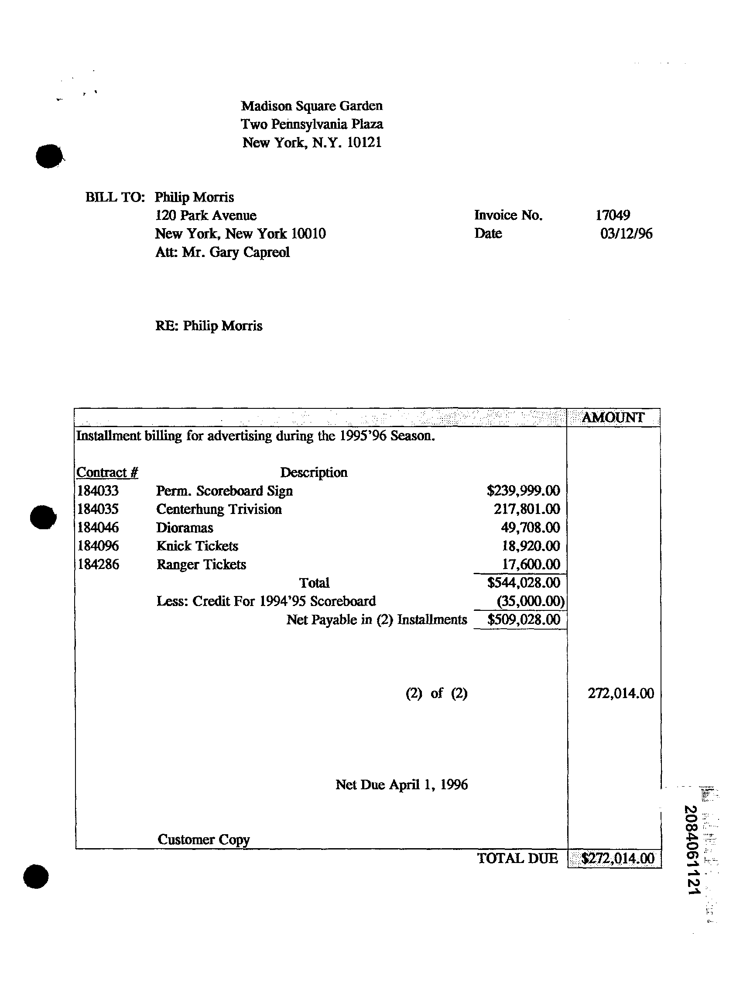 Madison Square Garden
Two Pennsylvania Plaza
New York, N.Y. 10121
BILL TO: Philip Morris
120 Park Avenue Invoice No. 17049
New York, New York 10010 Date 03/12/96
Att: Mr. Gary Capreol
RE: Philip Morris
AMOUNT
Installment billing for advertising during the 1995'96 Season.
Contract # Description
184033 Perm. Scoreboard Sign $239,999.00
184035 Centerhung Trivision 217,801.00
184046 Dioramas 49,708.00
184096 Knick Tickets 18,920.00
184286 Ranger Tickets 17,600.00
Total $544,028.00
Less: Credit For 1994'95 Scoreboard (35,000.00)
Net Payable in (2) Installments $509,028.00
(2) of (2) 272,014.00
Net Due April 1, 1996
Customer Copy
TOTAL DUE $272,014.00
2084061121